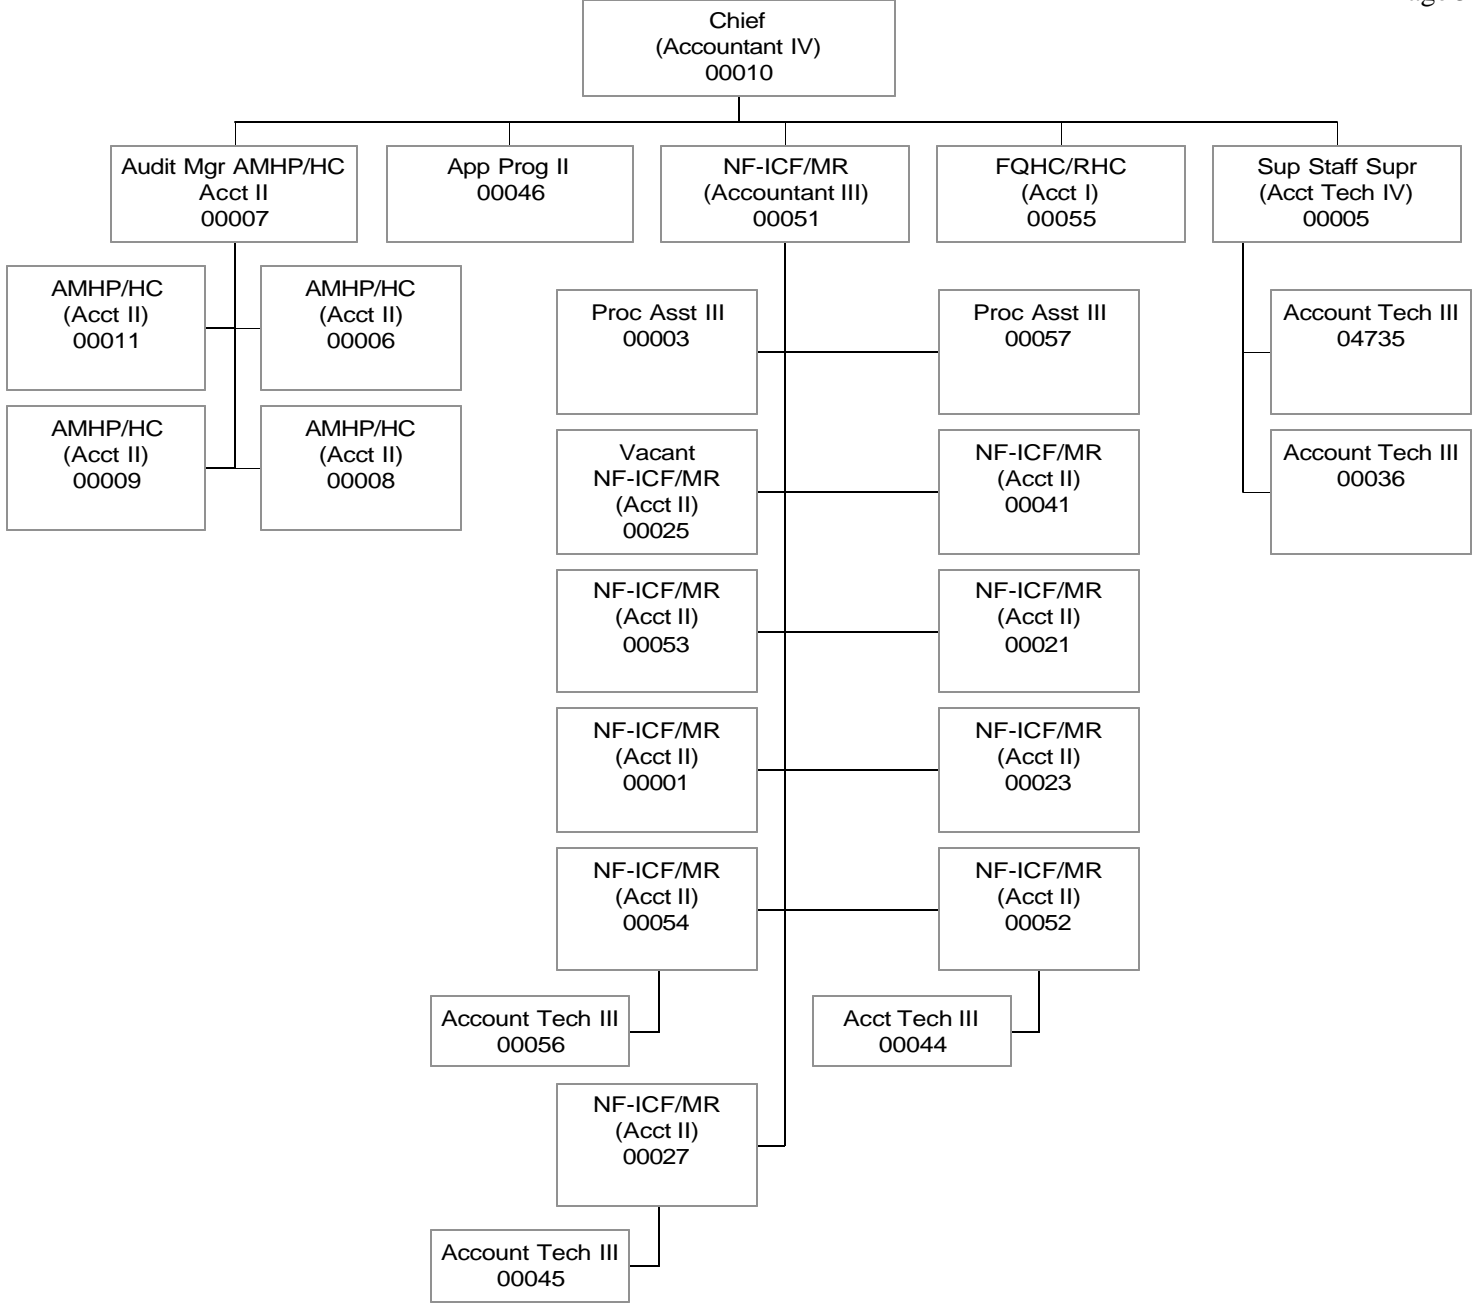 Chief
(Accountant IV)
00010
Audit Mgr AMHP/HC
Acct II
00007
App Prog II
00046
NF-ICF/MR
(Accountant III)
00051
FQHC/RHC
(Acct I)
00055
Sup Staff Supr
(Acct Tech IV)
00005
AMHP/HC
(Acct II)
00011
AMHP/HC
(Acct II)
00006
Proc Asst III
00003
Proc Asst III
00057
Account Tech III
04735
AMHP/HC
(Acct II)
00009
AMHP/HC
(Acct II)
00008
Vacant
NF-ICF/MR
(Acct II)
00025
NF-ICF/MR
(Acct II)
00041
Account Tech III
00036
NF-ICF/MR
(Acct II)
00053
NF-ICF/MR
(Acct II)
00021
NF-ICF/MR
(Acct II)
00001
NF-ICF/MR
(Acct II)
00023
NF-ICF/MR
(Acct II)
00054
NF-ICF/MR
(Acct II)
00052
Account Tech III
00056
Acct Tech III
00044
NF-ICF/MR
(Acct II)
00027
Account Tech III
00045